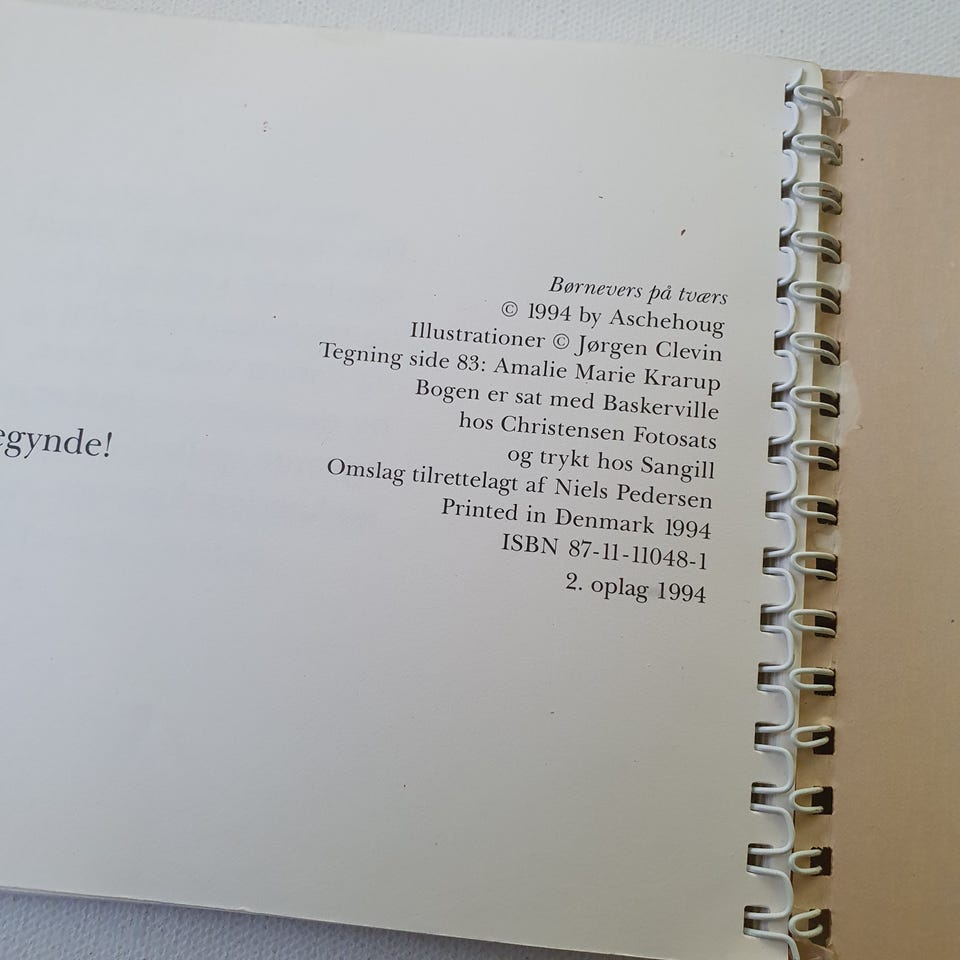 Børnevers på tværs
© 1994 by Aschehoug
Illustrationer © Jørgen Clevin
Tegning side 83: Amalie Marie Krarup
Bogen er sat med Baskerville
hos Christensen Fotosats
og trykt hos Sangill
Omslag tilrettelagt af Niels Pedersen
Printed in Denmark 1994
ISBN 87-11-11048-1
2. oplag 1994
egynde!